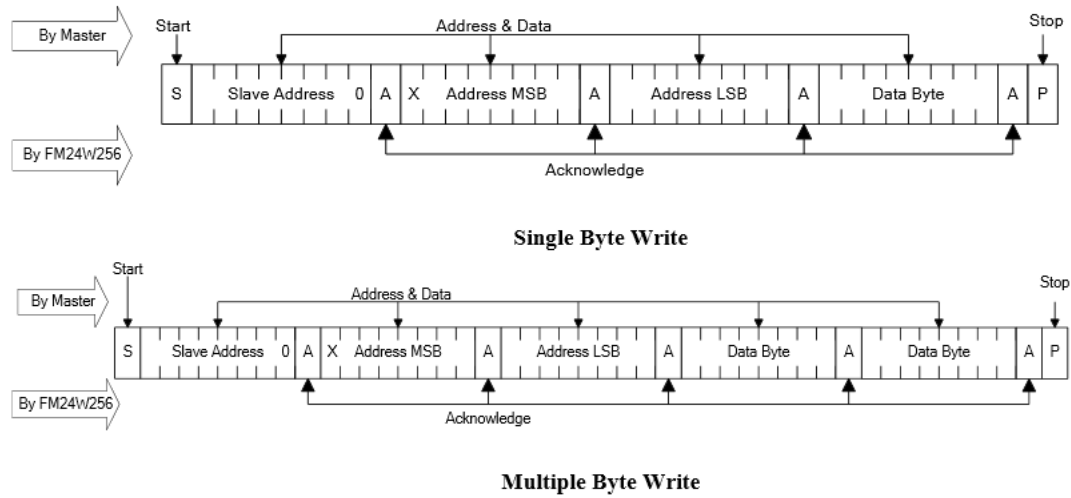 Start
Address & Data
Stop
By Master
S Slave Address 0 A X Address MSB A Address LSB A Data Byte A P
By FM24W256
Acknowledge
Single Byte Write
Start
Address & Data
Stop
By Master
S Slave Address 0 A X Address MSB A Address LSB A Data Byte A Data Byte A P
By FM24W256
Acknowledge
Multiple Byte Write